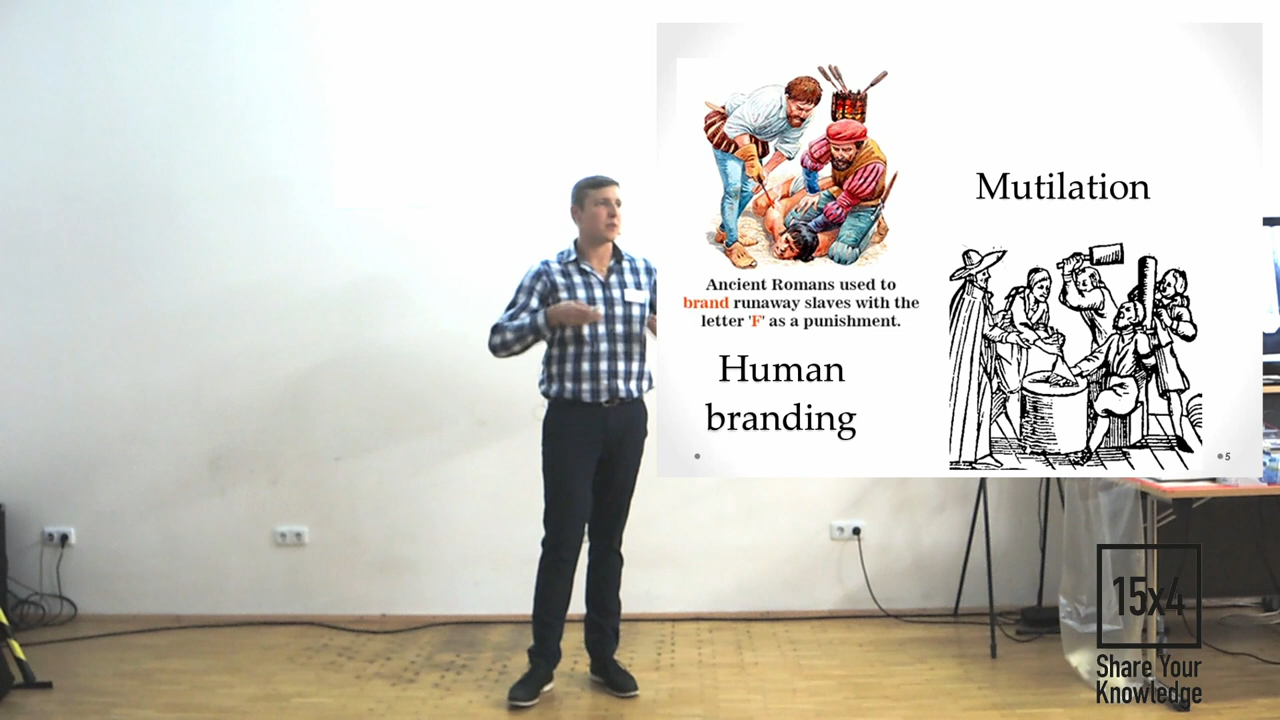 Ancient Romans used to
brand runaway slaves with the
letter 'F' as a punishment.
Human
branding
Mutilation
5
15x4
Share Your
Knowledge